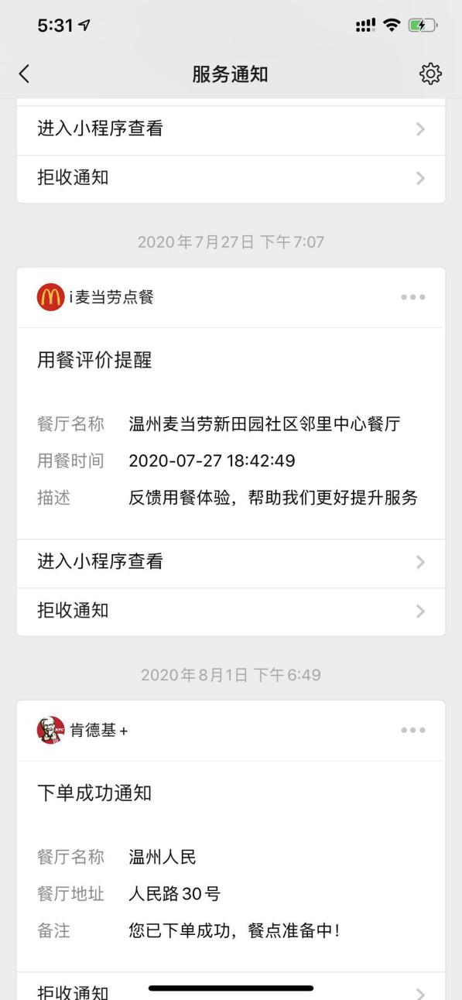 5:31
服务通知
进入小程序查看
拒收通知
2020年7月27日 下午7:07
i麦当劳点餐
用餐评价提醒
餐厅名称 温州麦当劳新田园社区邻里中心餐厅
用餐时间 2020-07-27 18:42:49
描述 反馈用餐体验，帮助我们更好提升服务
进入小程序查看
拒收通知
2020年8月1日 下午6:49
KFC 肯德基+
下单成功通知
餐厅名称 温州人民
餐厅地址 人民路30号
备注 您已下单成功，餐点准备中！
拒收通知